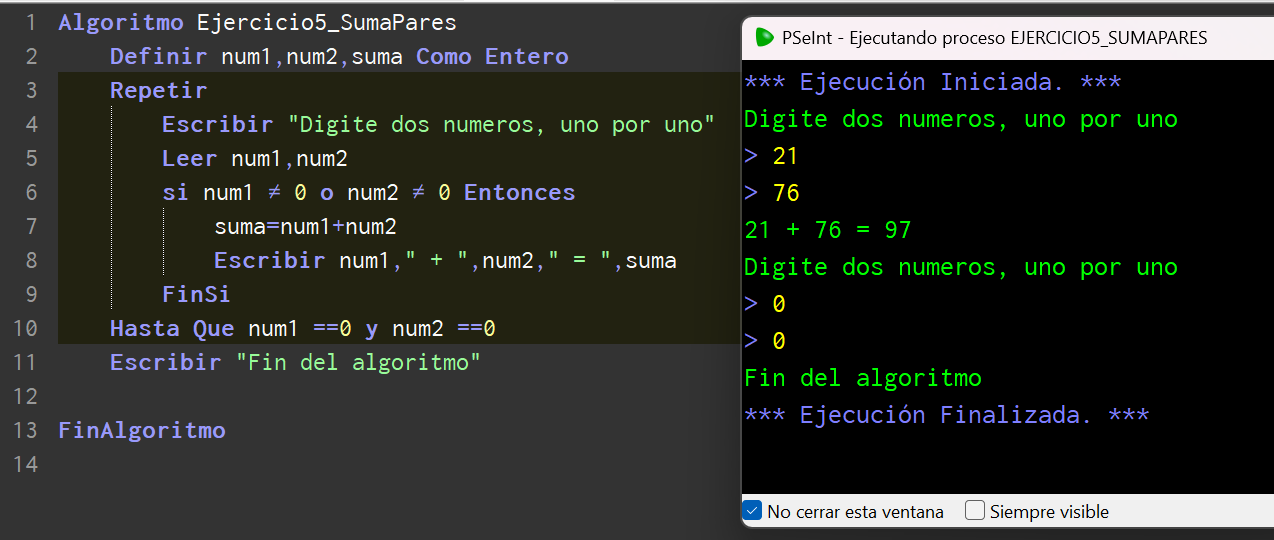 1 Algoritmo Ejercicio5_SumaPares
2 Definir num1,num2,suma Como Entero
3 Repetir
4 Escribir "Digite dos numeros, uno por uno"
5 Leer num1,num2
6 si num1 ≠ 0 o num2 ≠ 0 Entonces
7 suma=num1+num2
8 Escribir num1," + ",num2," = ",suma
9 FinSi
10 Hasta Que num1 ==0 y num2 ==0
11 Escribir "Fin del algoritmo"
12
13 FinAlgoritmo
14
PSeInt - Ejecutando proceso EJERCICIO5_SUMAPARES
*** Ejecución Iniciada. ***
Digite dos numeros, uno por uno
> 21
> 76
21 + 76 = 97
Digite dos numeros, uno por uno
> 0
> 0
Fin del algoritmo
*** Ejecución Finalizada. ***
No cerrar esta ventana Siempre visible